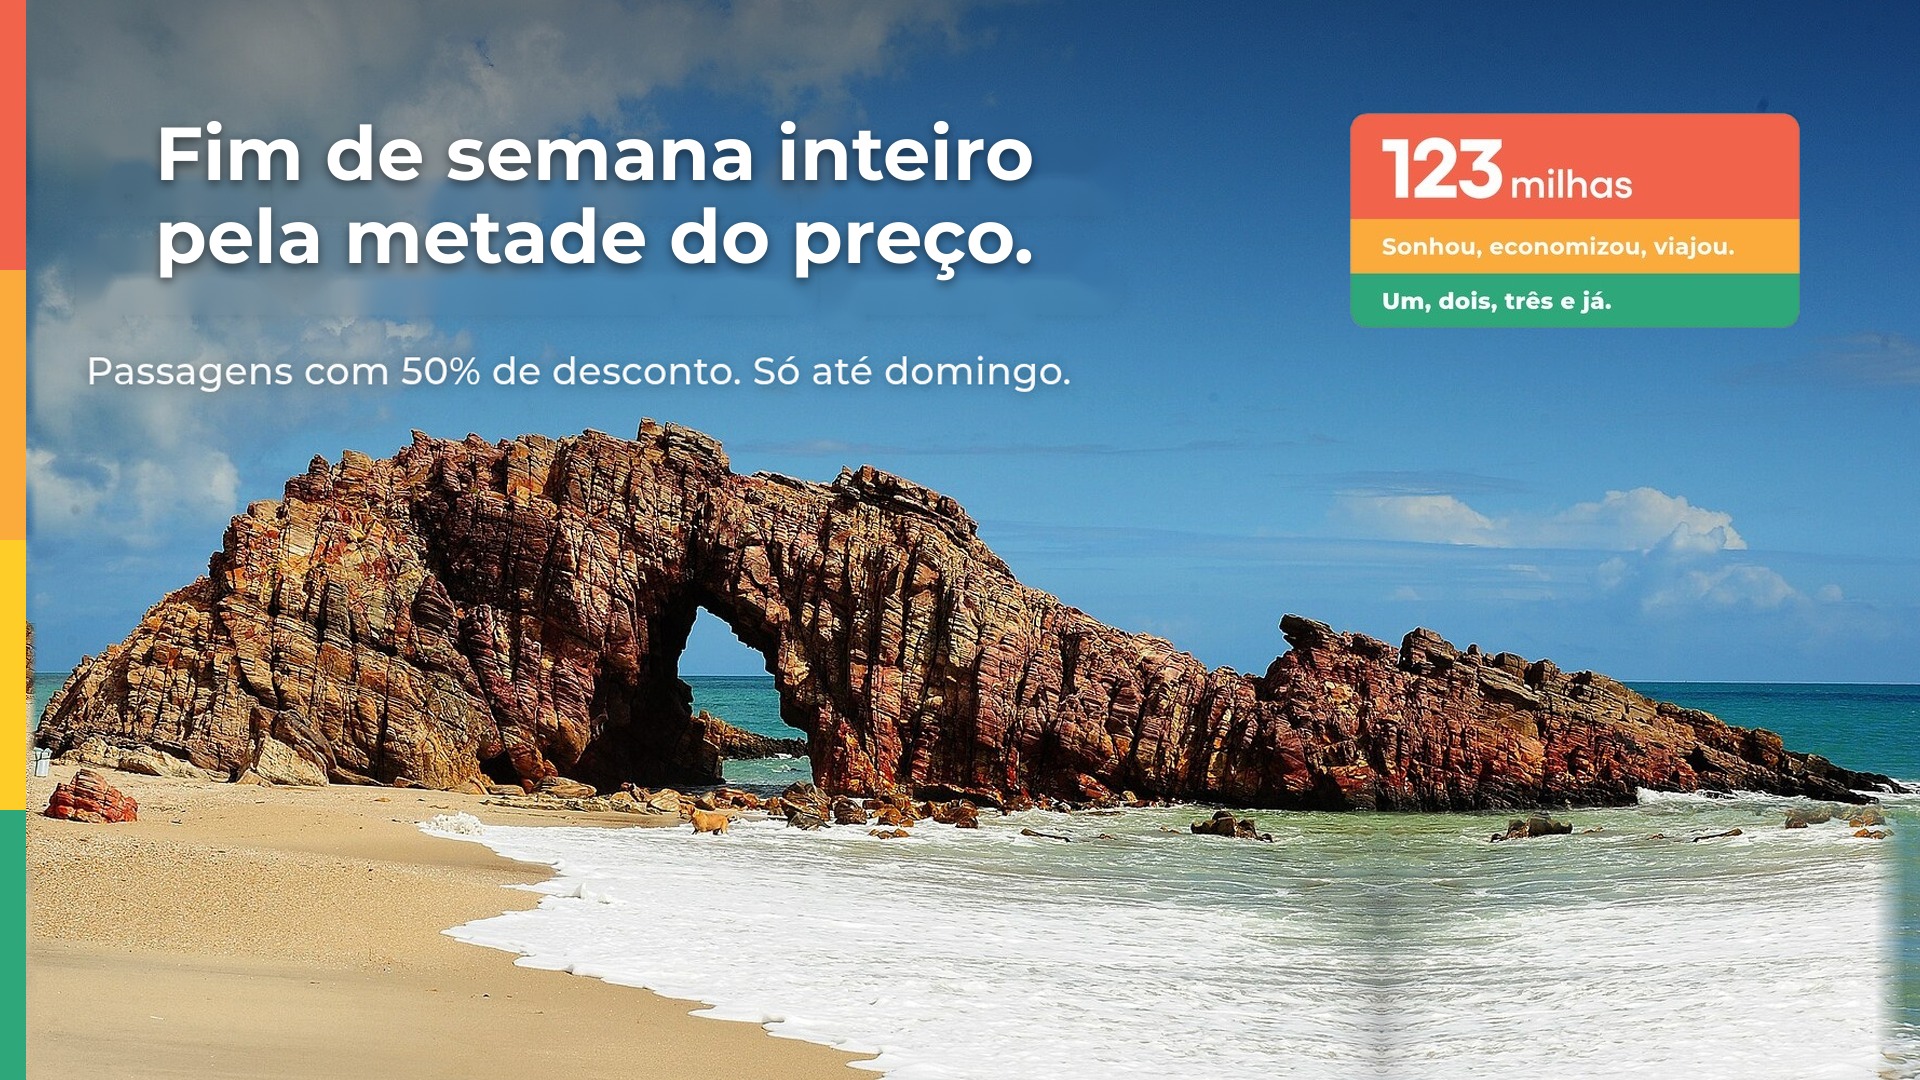 Fim de semana inteiro
pela metade do preço.
Passagens com 50% de desconto. Só até domingo.
123 milhas
Sonhou, economizou, viajou.
Um, dois, três e já.